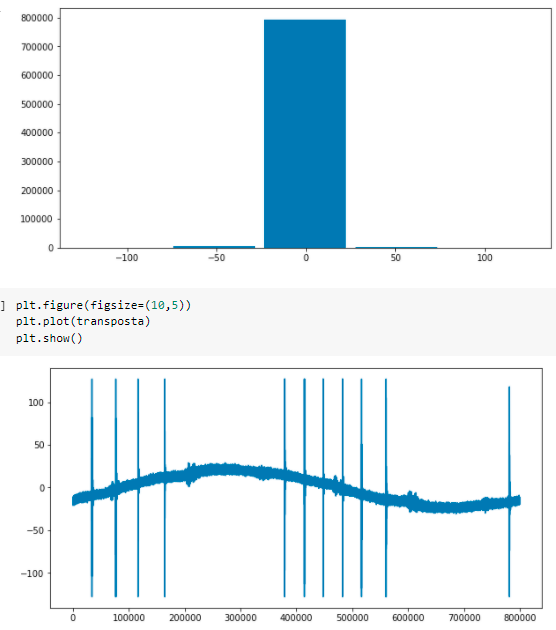 800000
700000
600000
500000
400000
300000
200000
100000
0
−100 −50 0 50 100
] plt.figure(figsize=(10,5))
plt.plot(transposta)
plt.show()
100
50
0
−50
−100
0 100000 200000 300000 400000 500000 600000 700000 800000